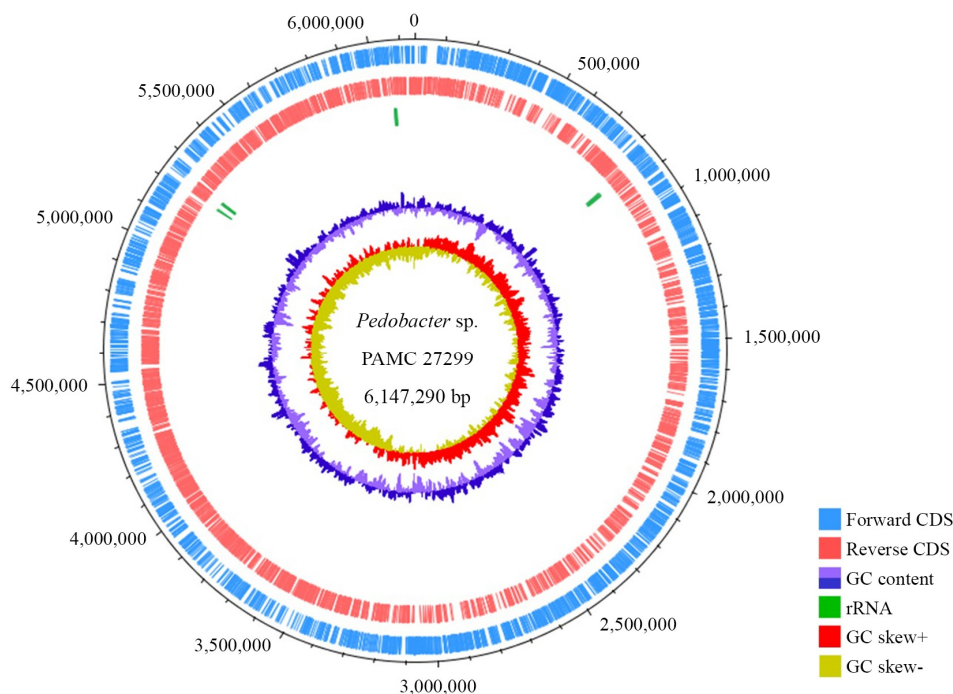 0
500,000
1,000,000
1,500,000
2,000,000
2,500,000
3,000,000
3,500,000
4,000,000
4,500,000
5,000,000
5,500,000
6,000,000
Pedobacter sp.
PAMC 27299
6,147,290 bp
Forward CDS
Reverse CDS
GC content
rRNA
GC skew+
GC skew-